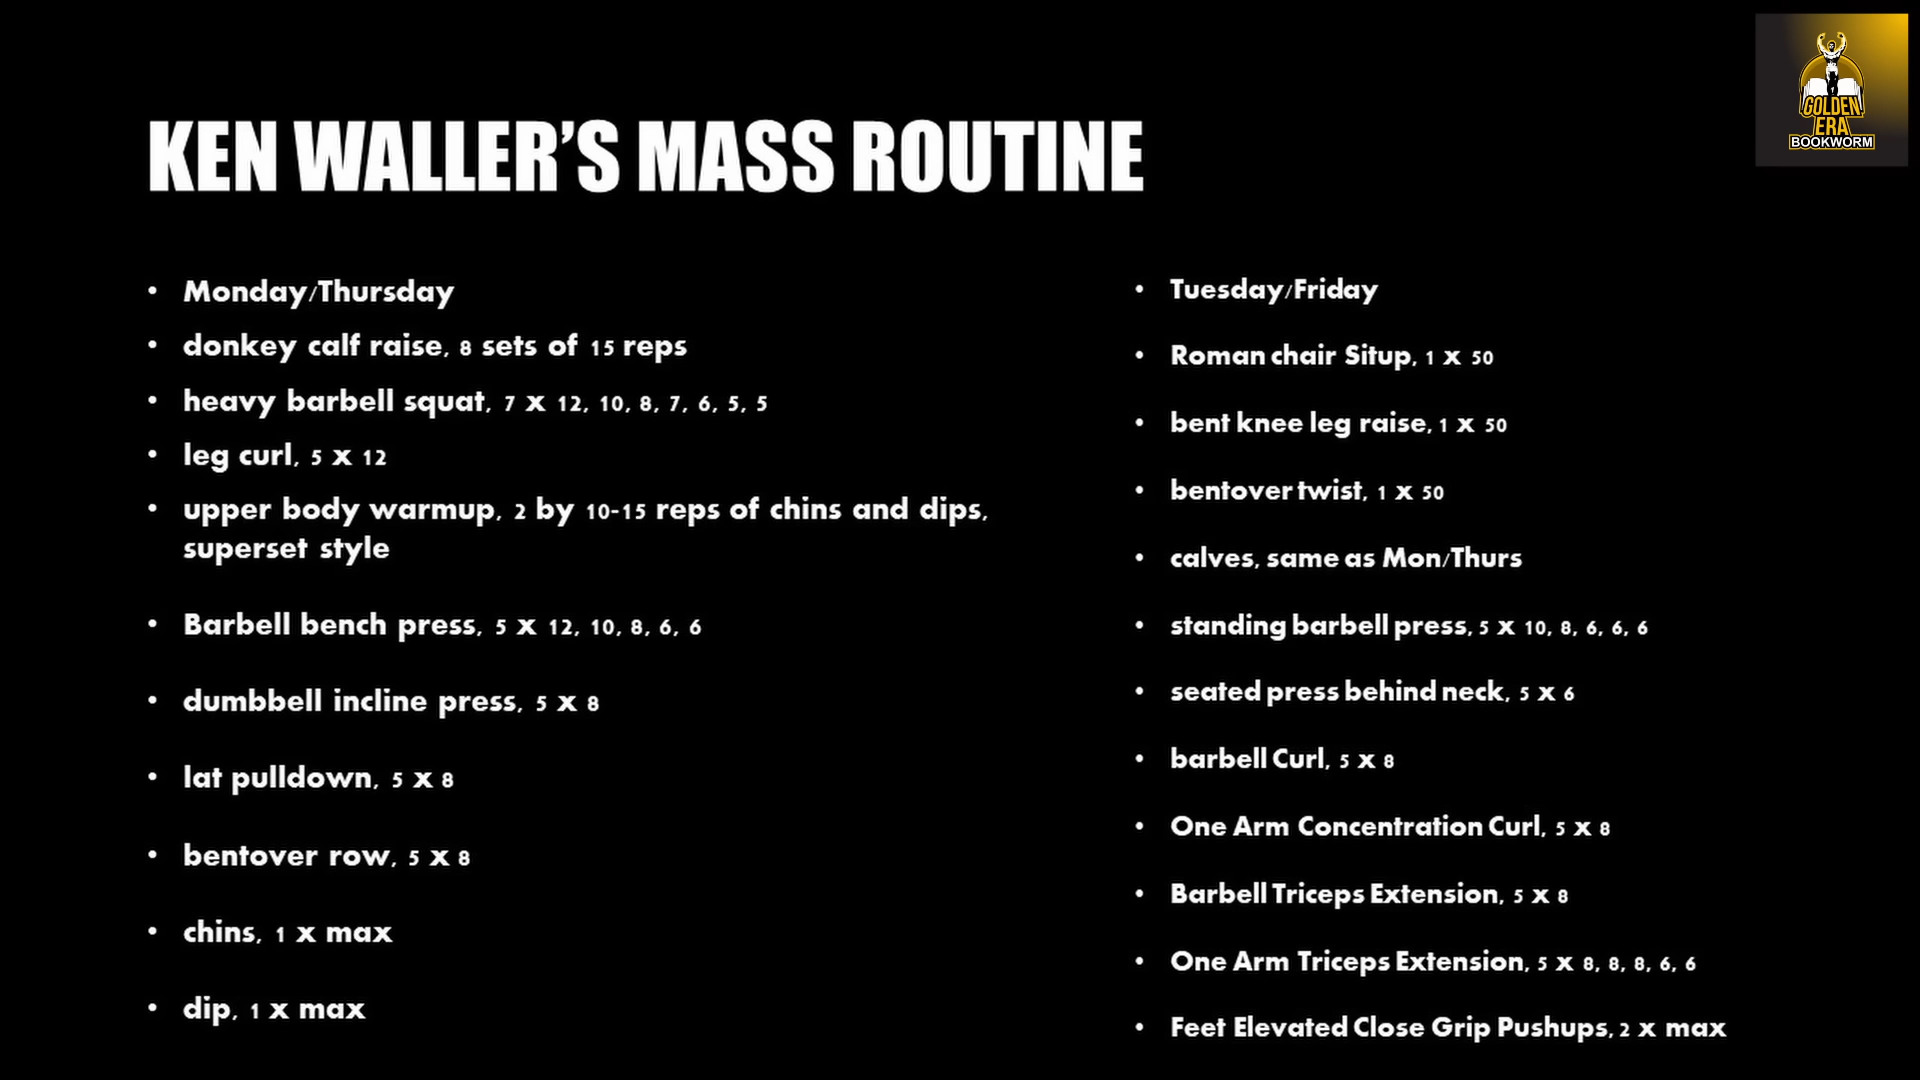 KEN WALLER'S MASS ROUTINE
GOLDEN
ERA
BOOKWORM
• Monday/Thursday
• donkey calf raise, 8 sets of 15 reps
• heavy barbell squat, 7 x 12, 10, 8, 7, 6, 5, 5
• leg curl, 5 x 12
• upper body warmup, 2 by 10-15 reps of chins and dips,
superset style
• Barbell bench press, 5 x 12, 10, 8, 6, 6
• dumbbell incline press, 5 x 8
• lat pulldown, 5 x 8
• bentover row, 5 x 8
• chins, 1 x max
• dip, 1 x max
• Tuesday/Friday
• Roman chair Situp, 1 x 50
• bent knee leg raise, 1 x 50
• bentover twist, 1 x 50
• calves, same as Mon/Thurs
• standing barbell press, 5 x 10, 8, 6, 6, 6
• seated press behind neck, 5 x 6
• barbell Curl, 5 x 8
• One Arm Concentration Curl, 5 x 8
• Barbell Triceps Extension, 5 x 8
• One Arm Triceps Extension, 5 x 8, 8, 8, 6, 6
• Feet Elevated Close Grip Pushups, 2 x max